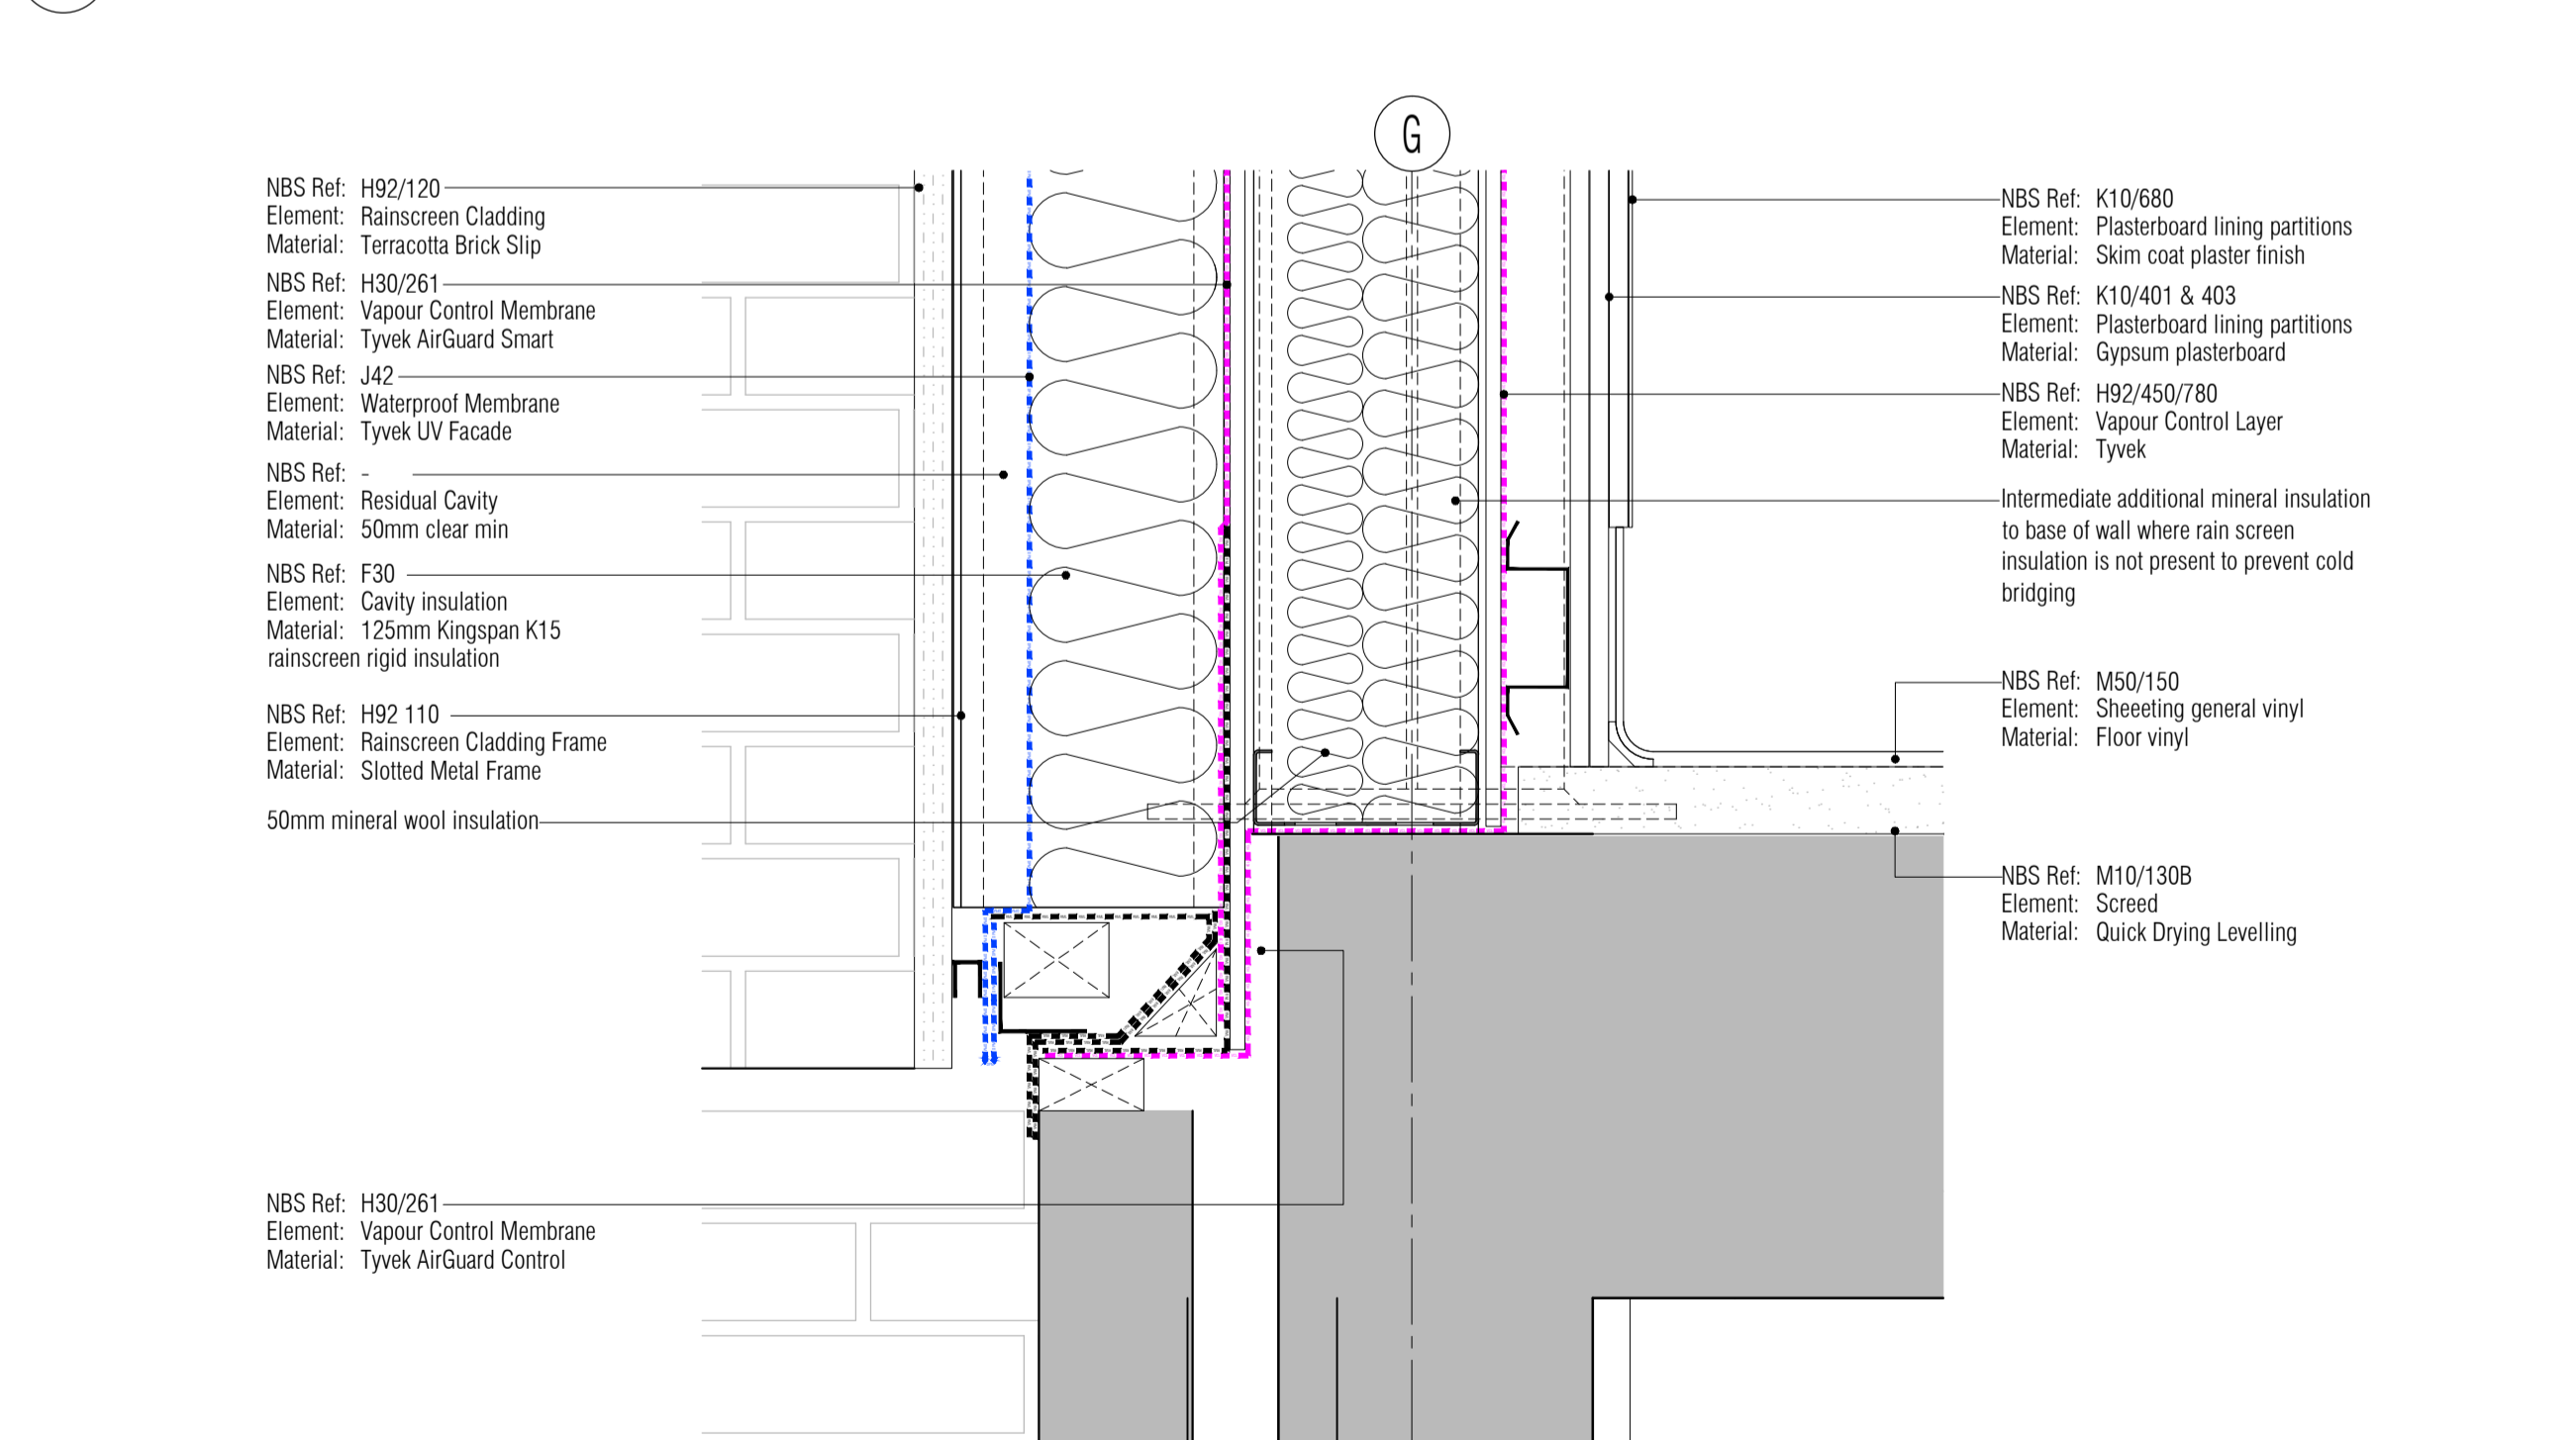 G
NBS Ref: H92/120
Element: Rainscreen Cladding
Material: Terracotta Brick Slip
NBS Ref: H30/261
Element: Vapour Control Membrane
Material: Tyvek AirGuard Smart
NBS Ref: J42
Element: Waterproof Membrane
Material: Tyvek UV Facade
NBS Ref: -
Element: Residual Cavity
Material: 50mm clear min
NBS Ref: F30
Element: Cavity insulation
Material: 125mm Kingspan K15
rainscreen rigid insulation
NBS Ref: H92 110
Element: Rainscreen Cladding Frame
Material: Slotted Metal Frame
50mm mineral wool insulation
NBS Ref: H30/261
Element: Vapour Control Membrane
Material: Tyvek AirGuard Control
NBS Ref: K10/680
Element: Plasterboard lining partitions
Material: Skim coat plaster finish
NBS Ref: K10/401 & 403
Element: Plasterboard lining partitions
Material: Gypsum plasterboard
NBS Ref: H92/450/780
Element: Vapour Control Layer
Material: Tyvek
Intermediate additional mineral insulation
to base of wall where rain screen
insulation is not present to prevent cold
bridging
NBS Ref: M50/150
Element: Sheeeting general vinyl
Material: Floor vinyl
NBS Ref: M10/130B
Element: Screed
Material: Quick Drying Levelling